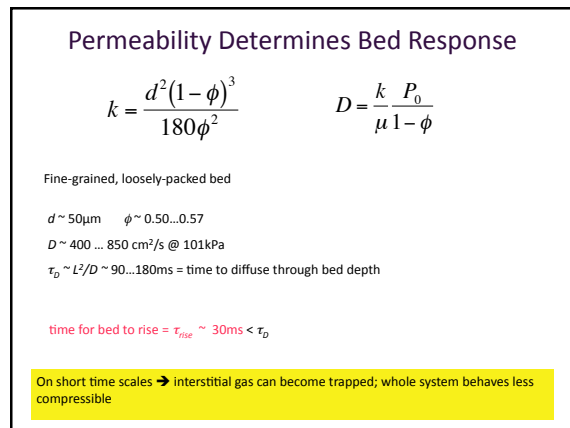 Permeability Determines Bed Response
k = d²(1−ϕ)³ / 180ϕ²
D = k/μ P₀/1−ϕ
Fine-grained, loosely-packed bed
d ~ 50μm ϕ ~ 0.50...0.57
D ~ 400 ... 850 cm²/s @ 101kPa
τ_D ~ L²/D ~ 90...180ms = time to diffuse through bed depth
time for bed to rise = τ_rise ~ 30ms < τ_D
On short time scales ➔ interstitial gas can become trapped; whole system behaves less
compressible